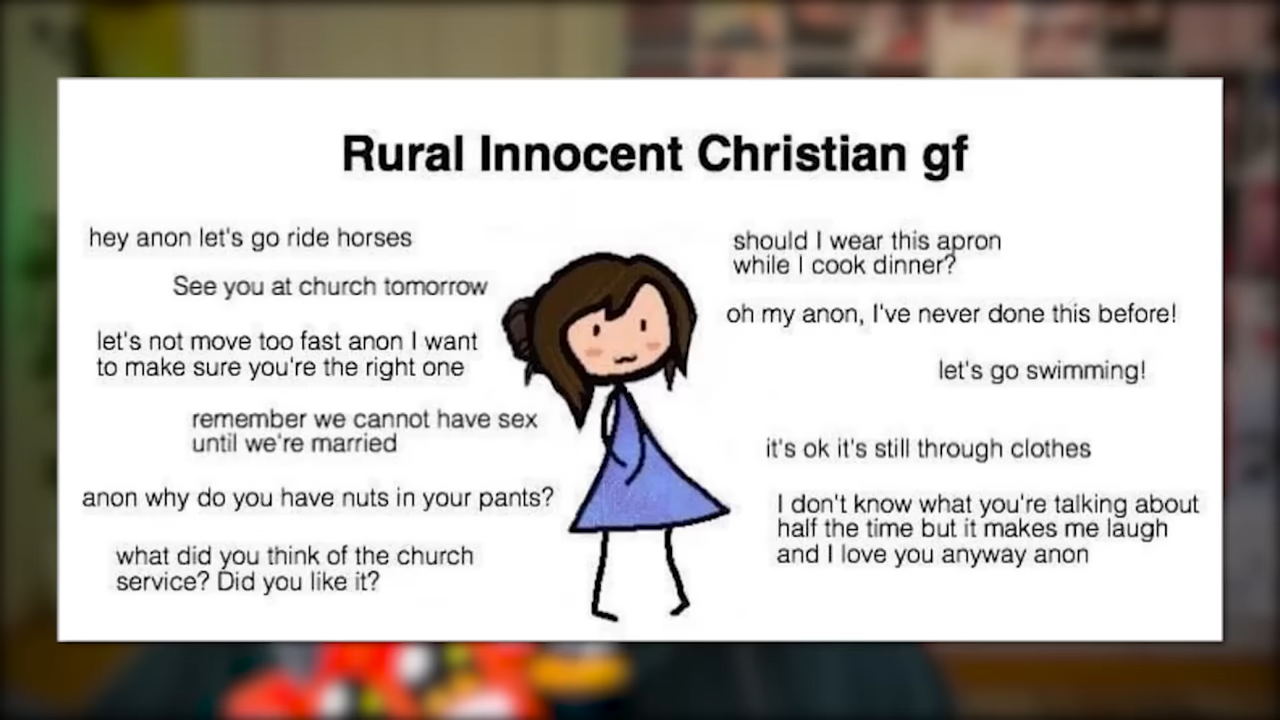 Rural Innocent Christian gf
hey anon let's go ride horses
See you at church tomorrow
let's not move too fast anon I want
to make sure you're the right one
remember we cannot have sex
until we're married
anon why do you have nuts in your pants?
what did you think of the church
service? Did you like it?
should I wear this apron
while I cook dinner?
oh my anon, I've never done this before!
let's go swimming!
it's ok it's still through clothes
I don't know what you're talking about
half the time but it makes me laugh
and I love you anyway anon